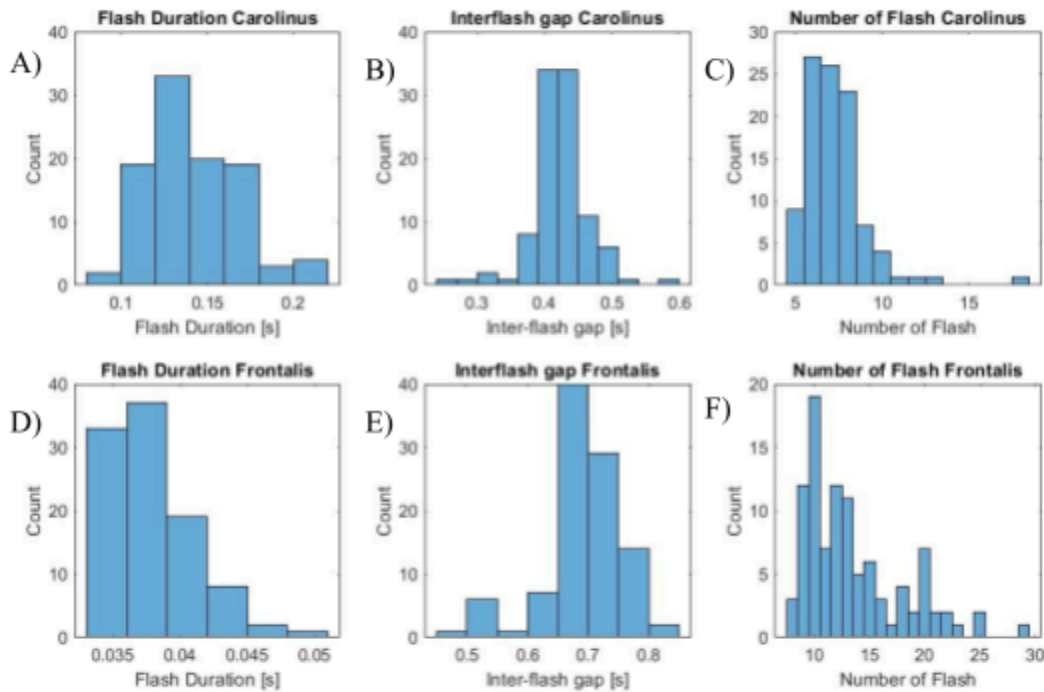 Flash Duration Carolinus
A)
40
30
20
10
0
Count
0.1 0.15 0.2
Flash Duration [s]
Interflash gap Carolinus
B)
40
30
20
10
0
Count
0.3 0.4 0.5 0.6
Inter-flash gap [s]
Number of Flash Carolinus
C)
30
25
20
15
10
5
0
Count
5 10 15
Number of Flash
Flash Duration Frontalis
D)
40
30
20
10
0
Count
0.035 0.04 0.045 0.05
Flash Duration [s]
Interflash gap Frontalis
E)
40
30
20
10
0
Count
0.5 0.6 0.7 0.8
Inter-flash gap [s]
Number of Flash Frontalis
F)
20
15
10
5
0
Count
10 15 20 25 30
Number of Flash